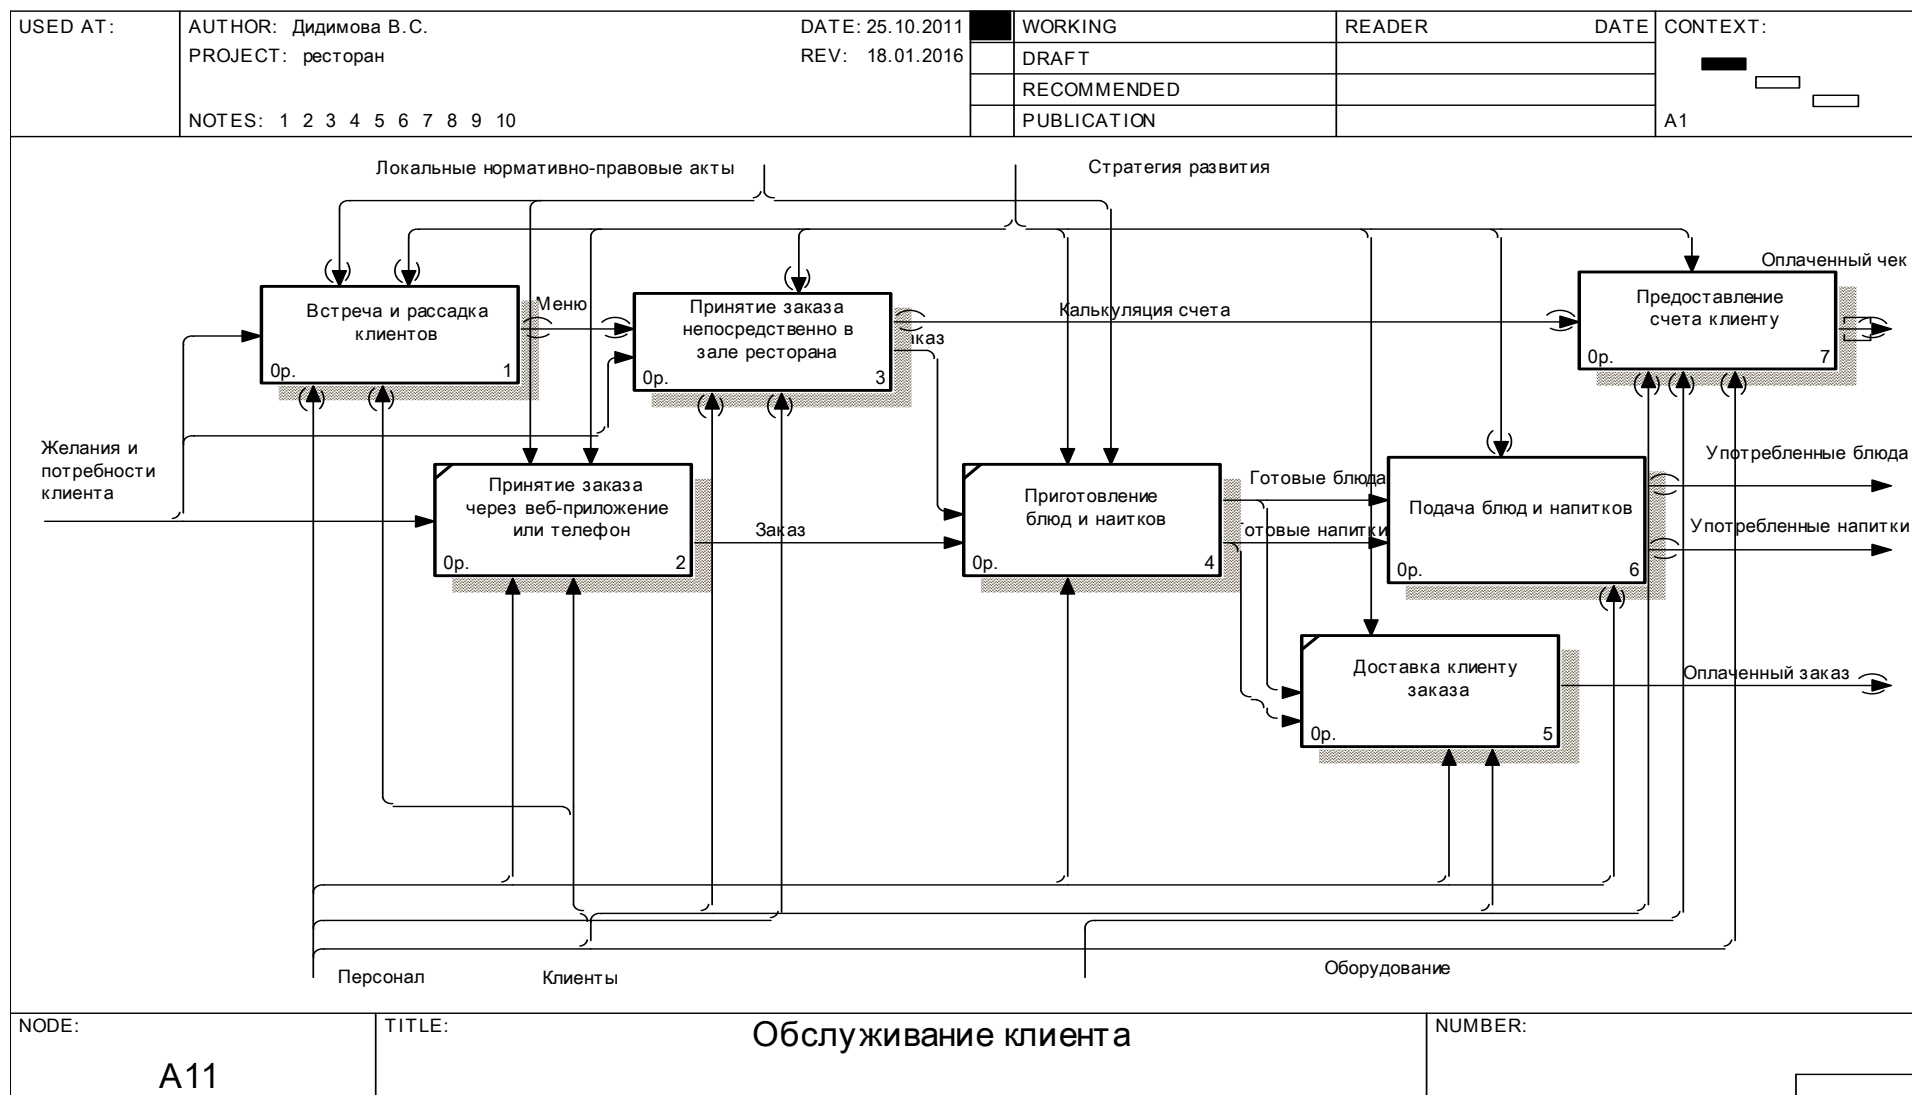 USED AT:
AUTHOR: Дидимова В.С.
DATE: 25.10.2011
WORKING
READER
DATE
CONTEXT:
PROJECT: ресторан
REV: 18.01.2016
DRAFT
RECOMMENDED
NOTES: 1 2 3 4 5 6 7 8 9 10
PUBLICATION
A1
Локальные нормативно-правовые акты
Стратегия развития
Оплаченный чек
Встреча и рассадка
клиентов
0р.
1
Меню
Принятие заказа
непосредственно в
зале ресторана
0р.
3
Калькуляция счета
аказ
Предоставление
счета клиенту
0р.
7
Желания и
потребности
клиента
Принятие заказа
через веб-приложение
или телефон
0р.
2
Заказ
Приготовление
блюд и наитков
0р.
4
Готовые блюда
Готовые напитки
Подача блюд и напитков
0р.
6
Употребленные блюда
Употребленные напитки
Доставка клиенту
заказа
0р.
5
Оплаченный заказ
Персонал
Клиенты
Оборудование
NODE:
TITLE:
Обслуживание клиента
NUMBER:
A11